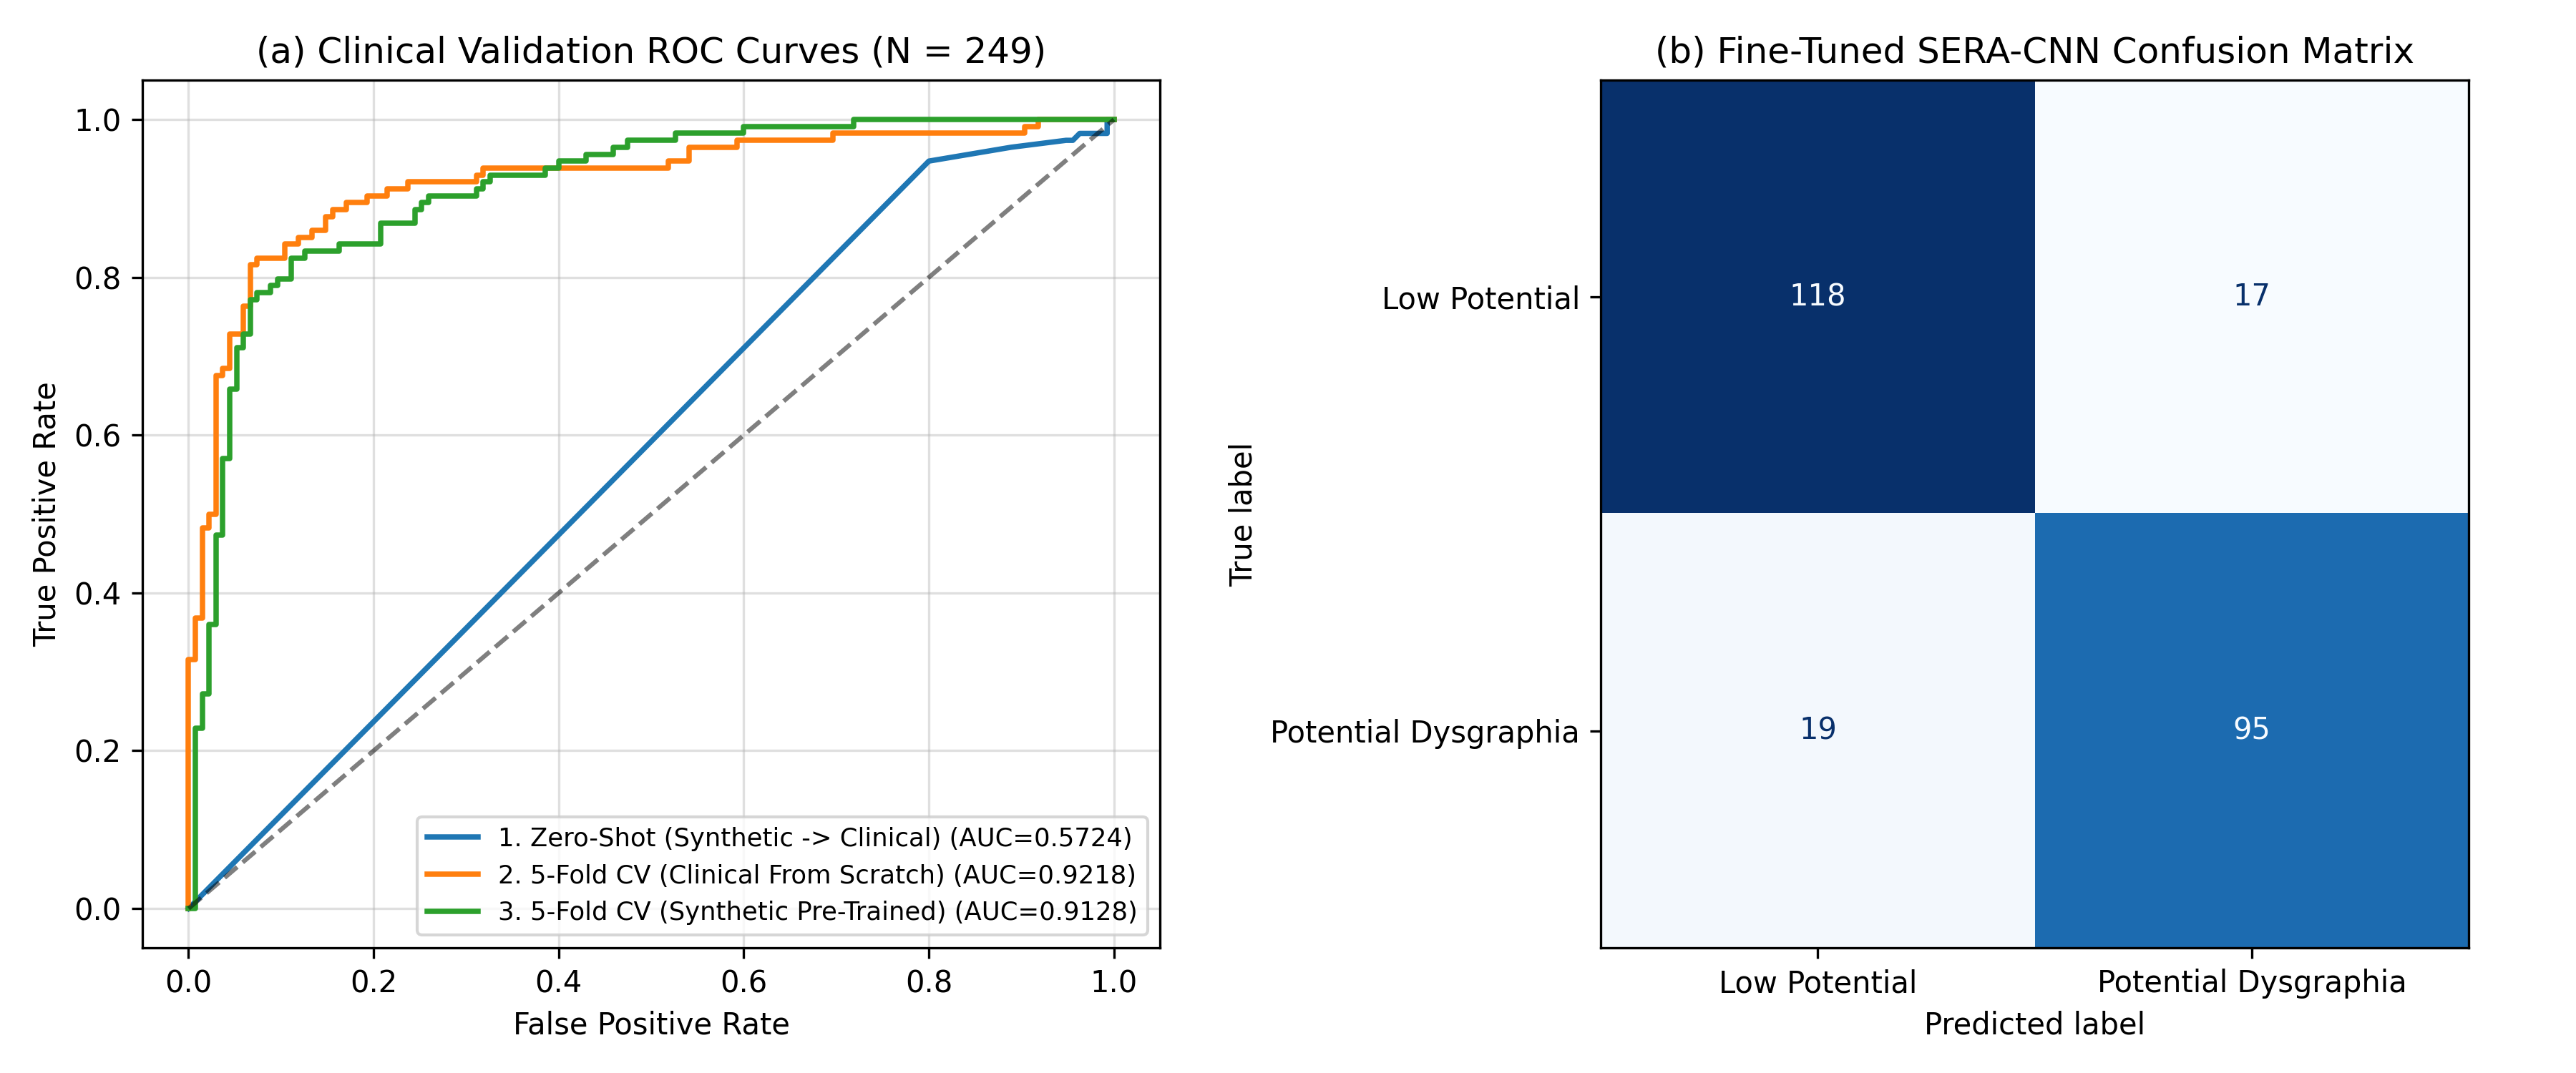 (a) Clinical Validation ROC Curves (N = 249)
True Positive Rate
1.0
0.8
0.6
0.4
0.2
0.0
1. Zero-Shot (Synthetic -> Clinical) (AUC=0.5724)
2. 5-Fold CV (Clinical From Scratch) (AUC=0.9218)
3. 5-Fold CV (Synthetic Pre-Trained) (AUC=0.9128)
0.0 0.2 0.4 0.6 0.8 1.0
False Positive Rate
(b) Fine-Tuned SERA-CNN Confusion Matrix
True label
Low Potential 118 17
Potential Dysgraphia 19 95
Low Potential Potential Dysgraphia
Predicted label